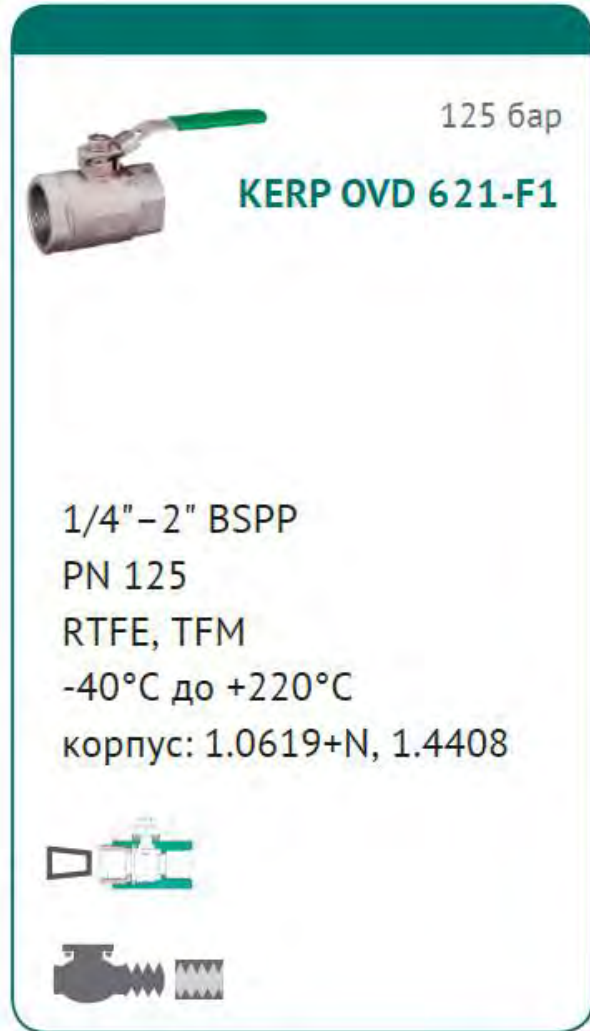 125 бар
KERP OVD 621-F1
1/4"–2" BSPP
PN 125
RTFE, TFM
-40°C до +220°C
корпус: 1.0619+N, 1.4408